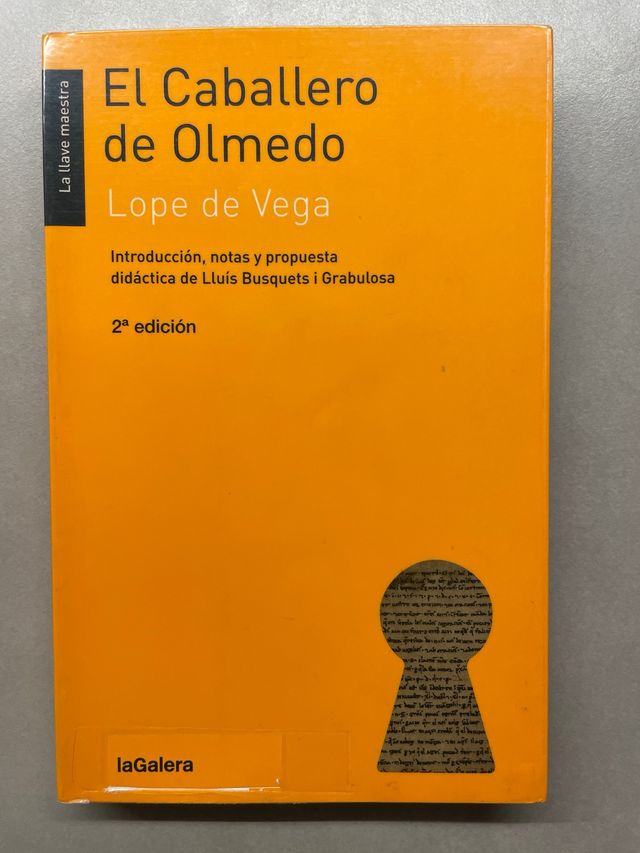 La llave maestra
El Caballero
de Olmedo
Lope de Vega
Introducción, notas y propuesta
didáctica de Lluís Busquets i Grabulosa
2ª edición
laGalera